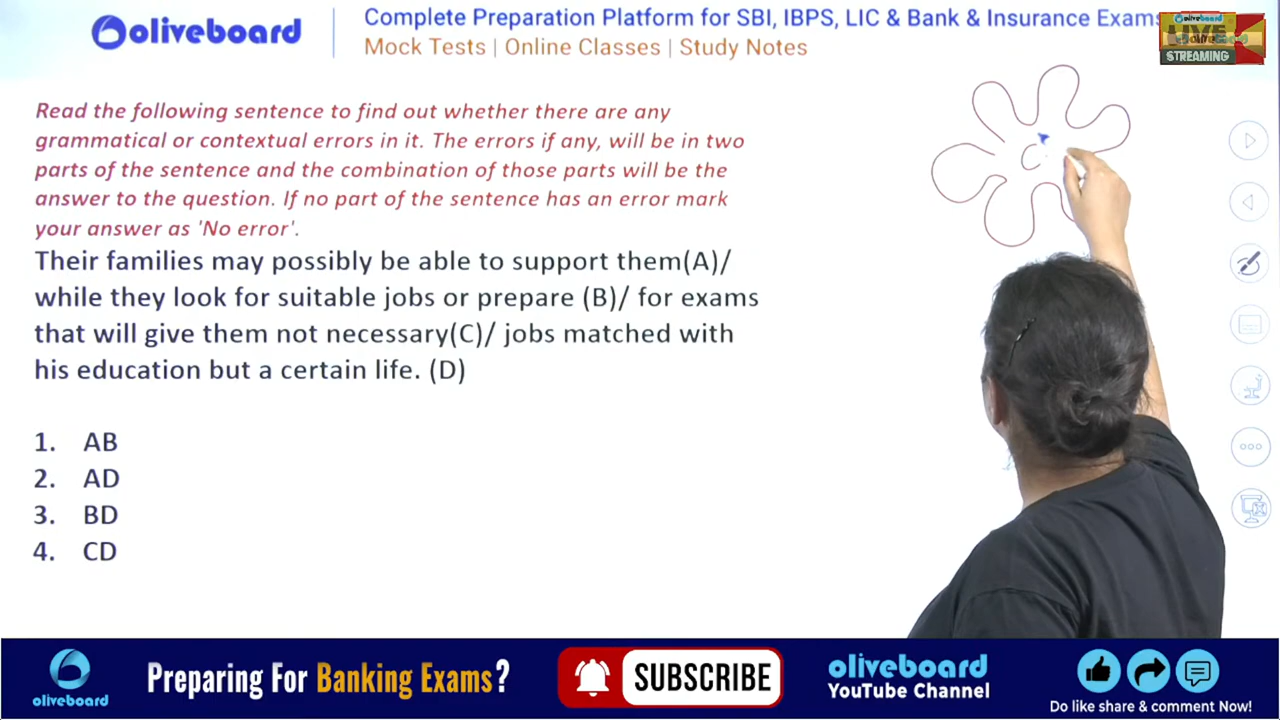 oliveboard
Complete Preparation Platform for SBI, IBPS, LIC & Bank & Insurance Exams
Mock Tests | Online Classes | Study Notes
oliveboard
LIVE
STREAMING
Read the following sentence to find out whether there are any
grammatical or contextual errors in it. The errors if any, will be in two
parts of the sentence and the combination of those parts will be the
answer to the question. If no part of the sentence has an error mark
your answer as 'No error'.
Their families may possibly be able to support them(A)/
while they look for suitable jobs or prepare (B)/ for exams
that will give them not necessary(C)/ jobs matched with
his education but a certain life. (D)
1. AB
2. AD
3. BD
4. CD
oliveboard
Preparing For Banking Exams?
SUBSCRIBE
oliveboard
YouTube Channel
Do like share & comment Now!